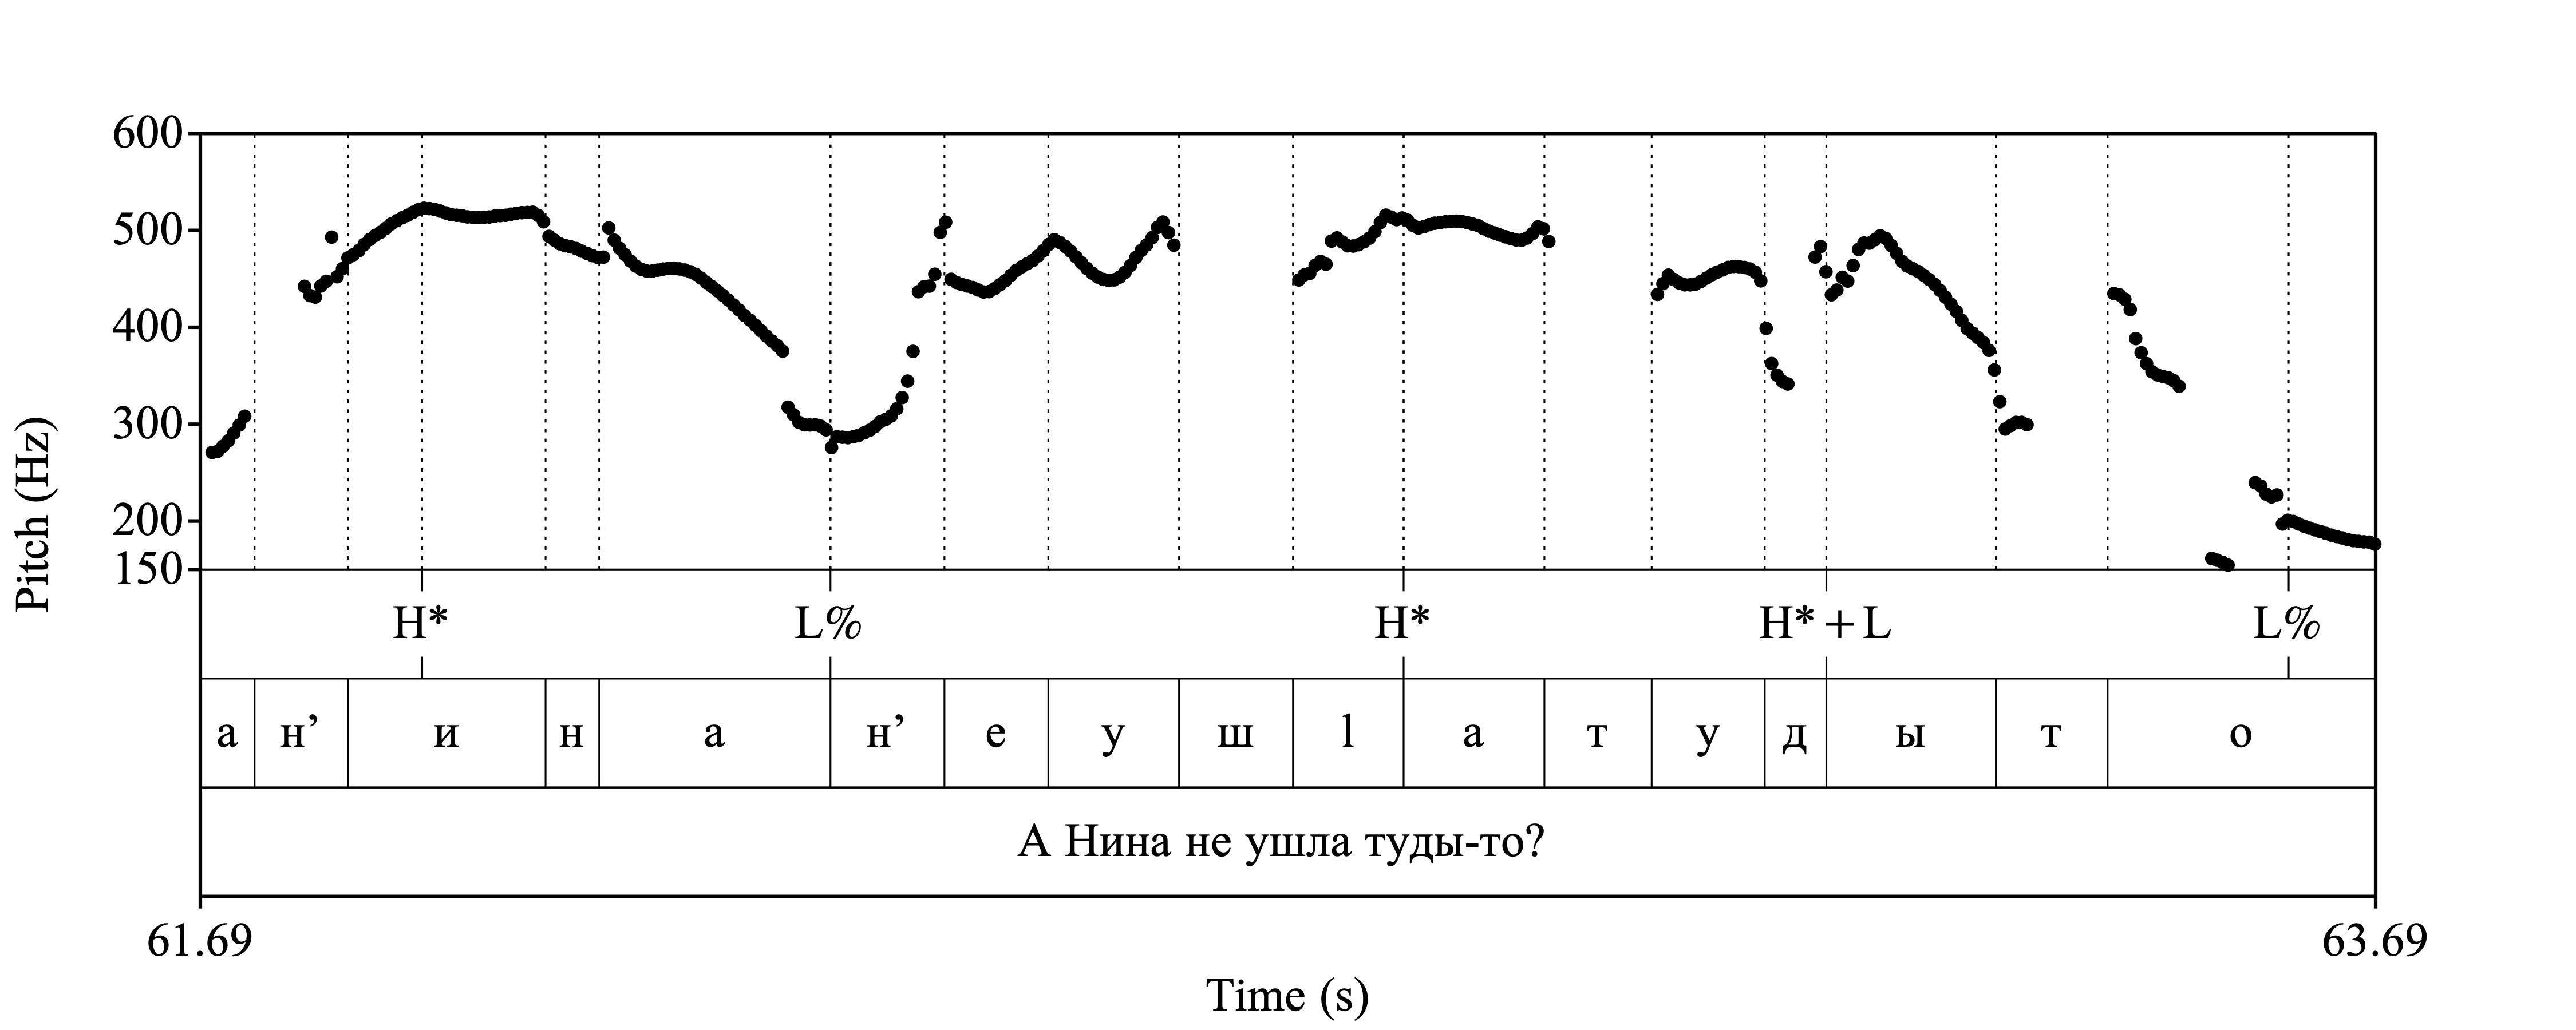 600
500
400
300
200
150
Pitch (Hz)
H* L% H* H*+L L%
а н’ и н а н’ е у ш l а т у д ы т о
А Нина не ушла туды-то?
61.69 63.69
Time (s)